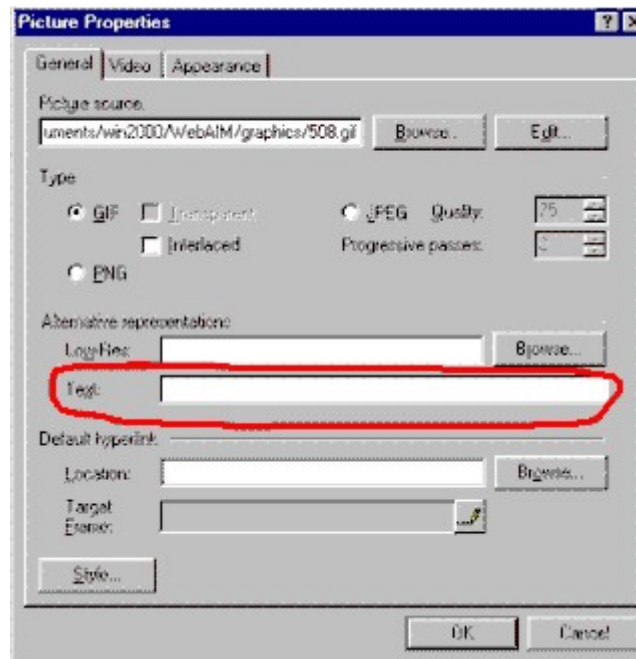 Picture Properties
General Video Appearance
Picture source:
uments/win2000/WebAIM/graphics/508.gif Browse... Edit...
Type
GIF Transparent JPEG Quality: 75
Interlaced Progressive passes:
PNG
Alternative representations
Low-Res: Browse...
Text:
Default hyperlink
Location: Browse...
Target
Frame:
Style...
OK Cancel